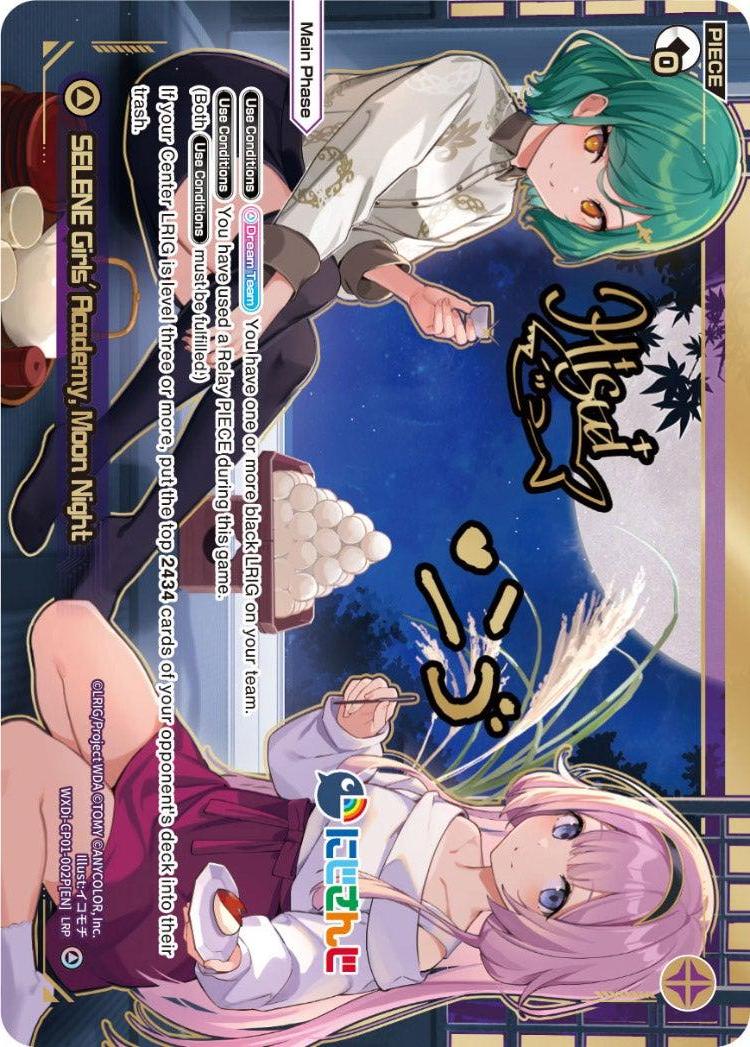 PIECE
0
Main Phase
Use Conditions Dream Team You have one or more black LRIG on your team.
Use Conditions You have used a Relay PIECE during this game.
(Both Use Conditions must be fulfilled!)
If your Center LRIG is level three or more, put the top 2434 cards of your opponent's deck into their
trash.
SELENE Girls' Academy, Moon Night
にじさんじ
©LRIG/Project WDA ©TOMY ©ANYCOLOR, Inc.
Illust:イコモチ
WXDi-CP01-002P[EN] LRP